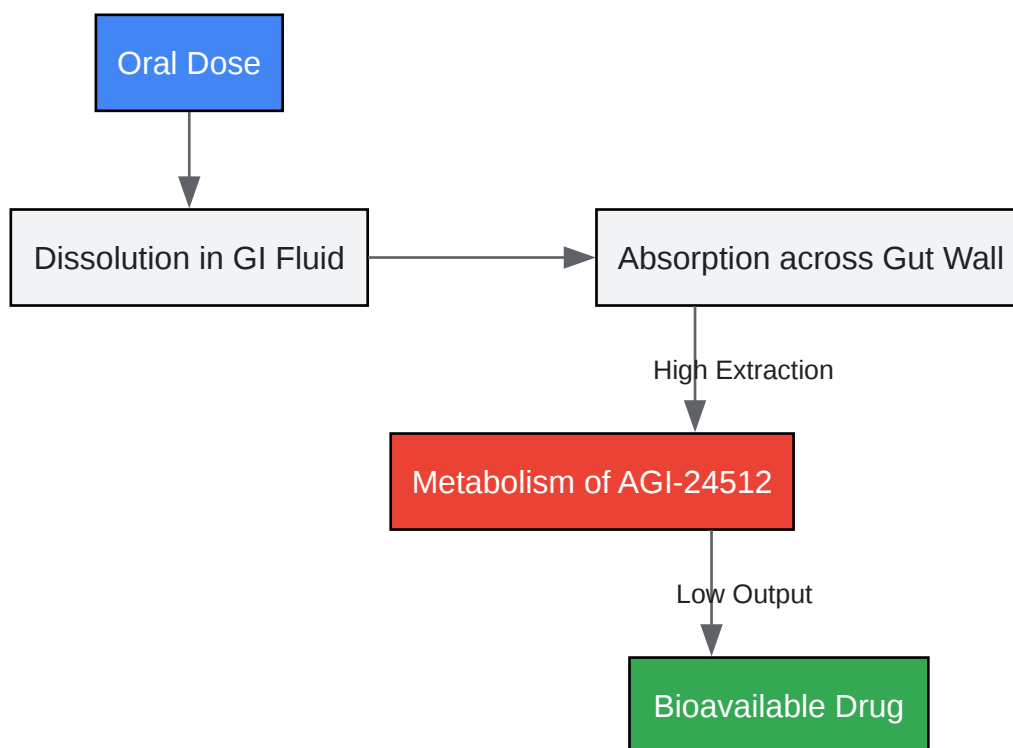 Oral Dose
Dissolution in GI Fluid
Absorption across Gut Wall
High Extraction
Metabolism of AGI-24512
Low Output
Bioavailable Drug